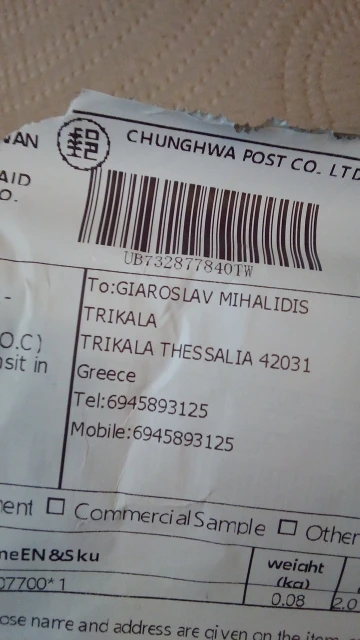 WAN
CHUNGHWA POST CO. LTD
AID
O.
UB732877840TW
To:GIAROSLAV MIHALIDIS
TRIKALA
TRIKALA THESSALIA 42031
Greece
Tel:6945893125
Mobile:6945893125
-
O.C)
nsit in
ment □ Commercial Sample □ Other
meEN &Sku
weight
(kg)
07700* 1
0.08
2.0
ose name and address are given on the item